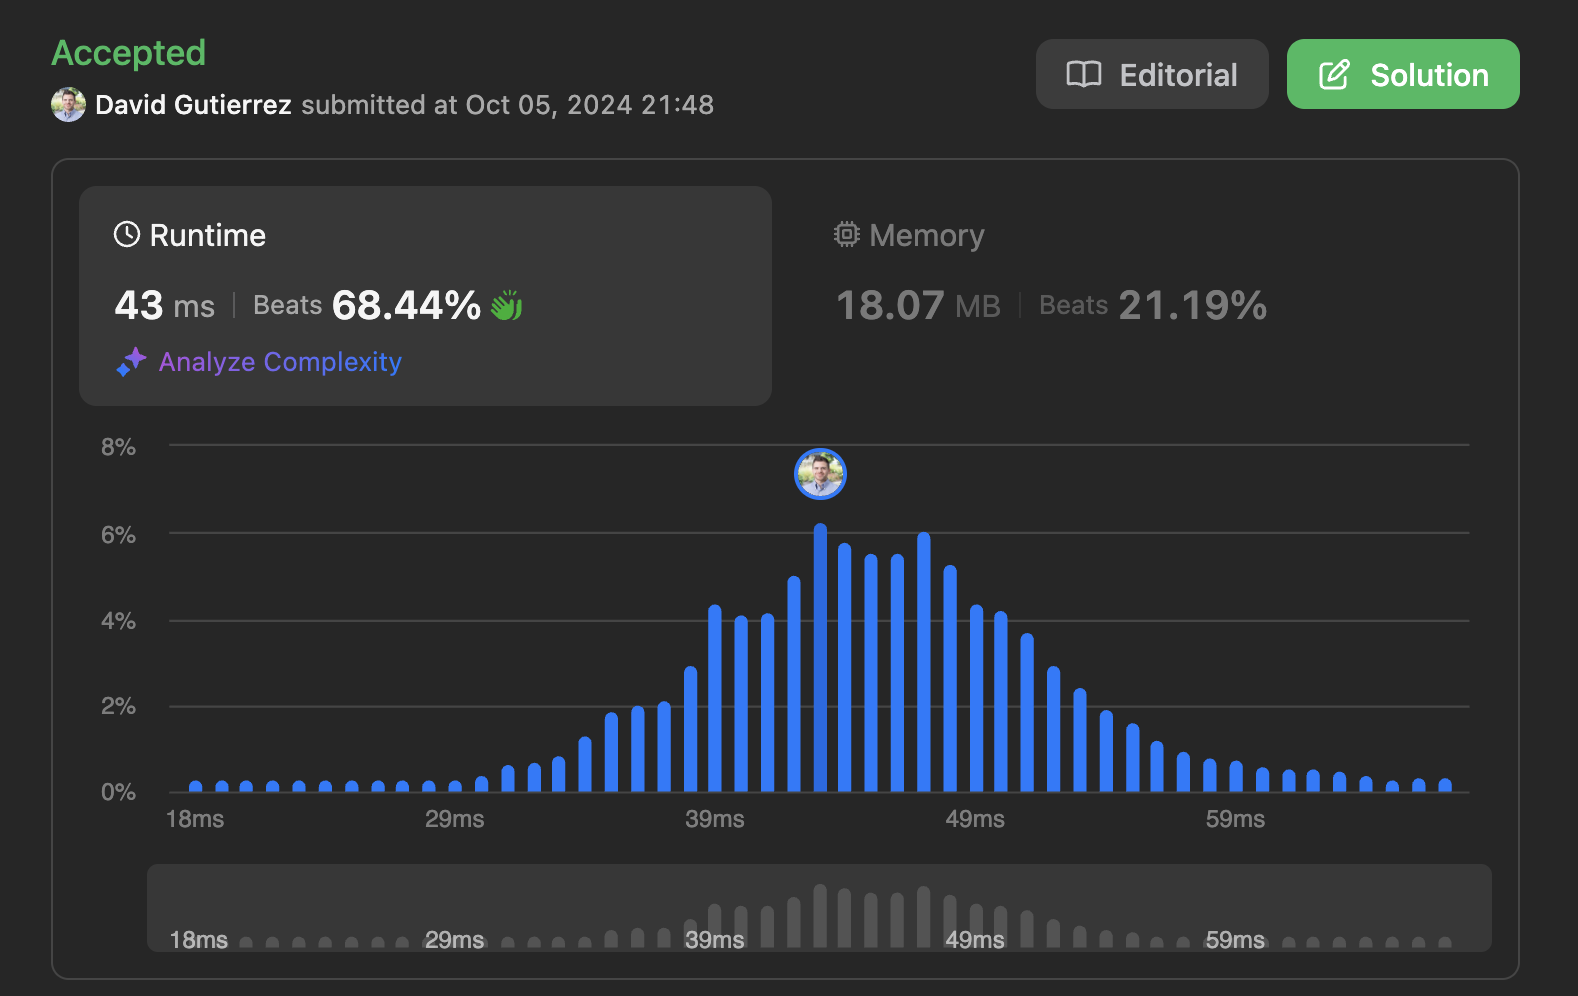 Accepted
David Gutierrez submitted at Oct 05, 2024 21:48
Editorial
Solution
Runtime
43 ms | Beats 68.44%
Analyze Complexity
Memory
18.07 MB | Beats 21.19%
8%
6%
4%
2%
0%
18ms 29ms 39ms 49ms 59ms
18ms 29ms 39ms 49ms 59ms